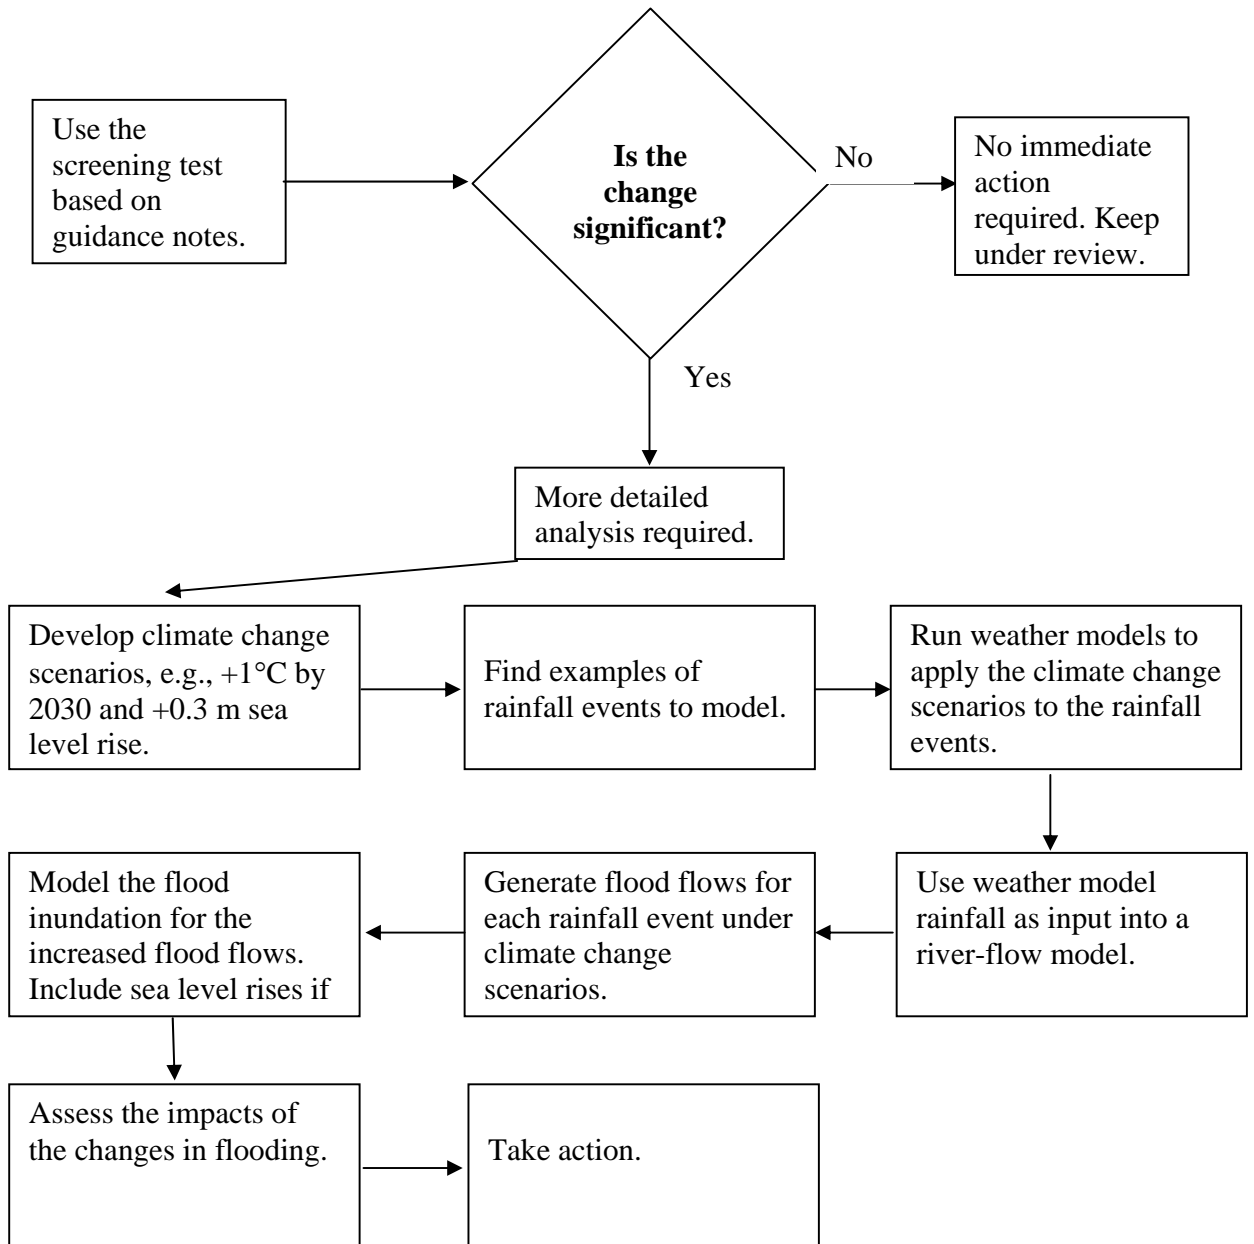 Use the
screening test
based on
guidance notes.
Is the
change
significant?
No
No immediate
action
required. Keep
under review.
Yes
More detailed
analysis required.
Develop climate change
scenarios, e.g., +1°C by
2030 and +0.3 m sea
level rise.
Find examples of
rainfall events to model.
Run weather models to
apply the climate change
scenarios to the rainfall
events.
Use weather model
rainfall as input into a
river-flow model.
Generate flood flows for
each rainfall event under
climate change
scenarios.
Model the flood
inundation for the
increased flood flows.
Include sea level rises if
Assess the impacts of
the changes in flooding.
Take action.